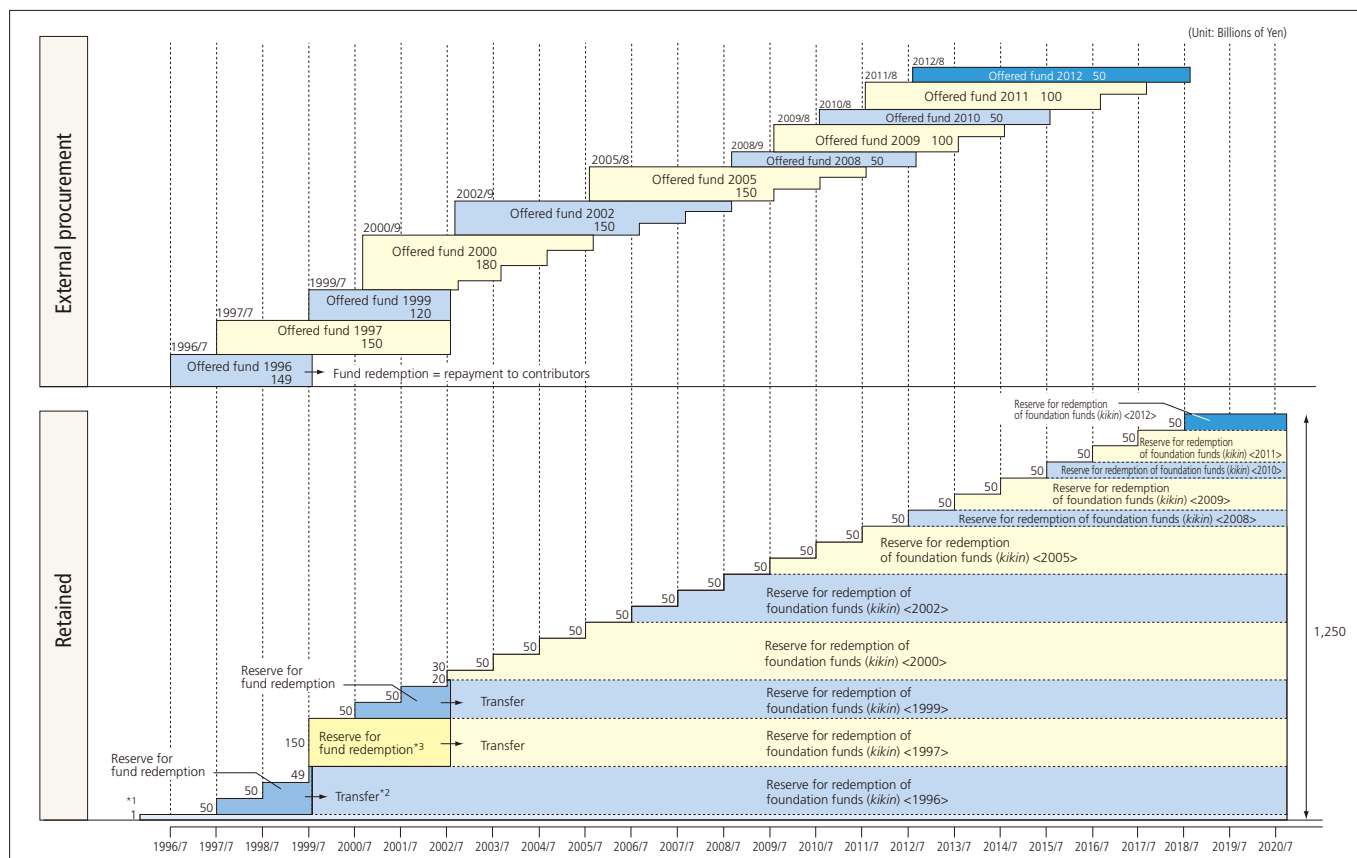 (Unit: Billions of Yen)
External procurement
2012/8
Offered fund 2012 50
2011/8
Offered fund 2011 100
2010/8
Offered fund 2010 50
2009/8
Offered fund 2009 100
2008/9
Offered fund 2008 50
2005/8
Offered fund 2005
150
2002/9
Offered fund 2002
150
2000/9
Offered fund 2000
180
1999/7
Offered fund 1999
120
1997/7
Offered fund 1997
150
1996/7
Offered fund 1996
149
Fund redemption = repayment to contributors
Retained
Reserve for redemption
of foundation funds (kikin) <2012>
50
50
Reserve for redemption
of foundation funds (kikin) <2011>
50
50
Reserve for redemption of foundation funds (kikin) <2010>
50
Reserve for redemption
of foundation funds (kikin) <2009>
50
50
Reserve for redemption of foundation funds (kikin) <2008>
50
Reserve for redemption
of foundation funds (kikin) <2005>
50
50
50
Reserve for redemption of
foundation funds (kikin) <2002>
50
50
50
50
Reserve for redemption of
foundation funds (kikin) <2000>
50
30
20
Reserve for
fund redemption
50
50
Transfer
Reserve for redemption of
foundation funds (kikin) <1999>
150
Reserve for
fund redemption*3
Transfer
Reserve for redemption of
foundation funds (kikin) <1997>
Reserve for
fund redemption
49
50
50
Transfer*2
Reserve for redemption of
foundation funds (kikin) <1996>
*1
1
1,250
1996/7 1997/7 1998/7 1999/7 2000/7 2001/7 2002/7 2003/7 2004/7 2005/7 2006/7 2007/7 2008/7 2009/7 2010/7 2011/7 2012/7 2013/7 2014/7 2015/7 2016/7 2017/7 2018/7 2019/7 2020/7